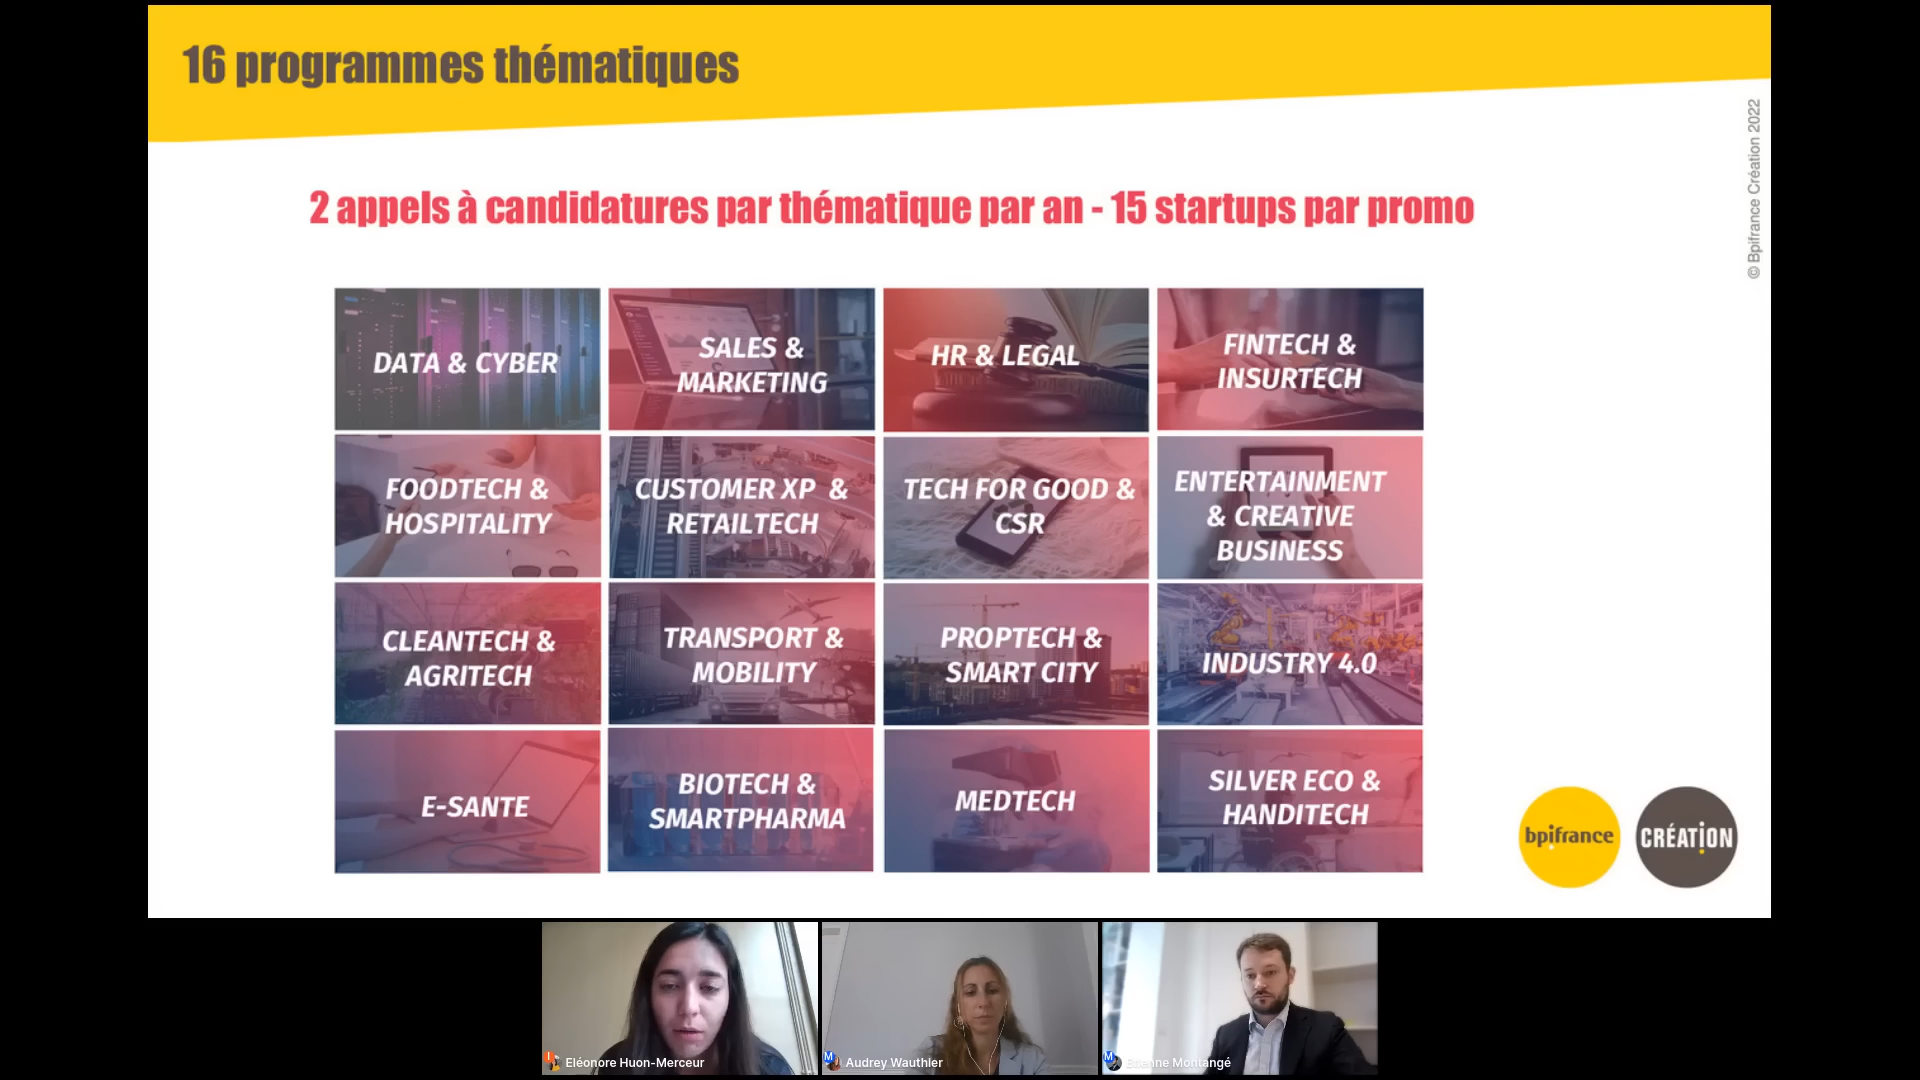 16 programmes thématiques
© Bpifrance Création 2022
2 appels à candidatures par thématique par an - 15 startups par promo
DATA & CYBER
SALES &
MARKETING
HR & LEGAL
FINTECH &
INSURTECH
FOODTECH &
HOSPITALITY
CUSTOMER XP &
RETAILTECH
TECH FOR GOOD &
CSR
ENTERTAINMENT
& CREATIVE
BUSINESS
CLEANTECH &
AGRITECH
TRANSPORT &
MOBILITY
PROPTECH &
SMART CITY
INDUSTRY 4.0
E-SANTE
BIOTECH &
SMARTPHARMA
MEDTECH
SILVER ECO &
HANDITECH
bpifrance
CRÉATION
Eléonore Huon-Merceur
M Audrey Wauthier
M Etienne Montangé